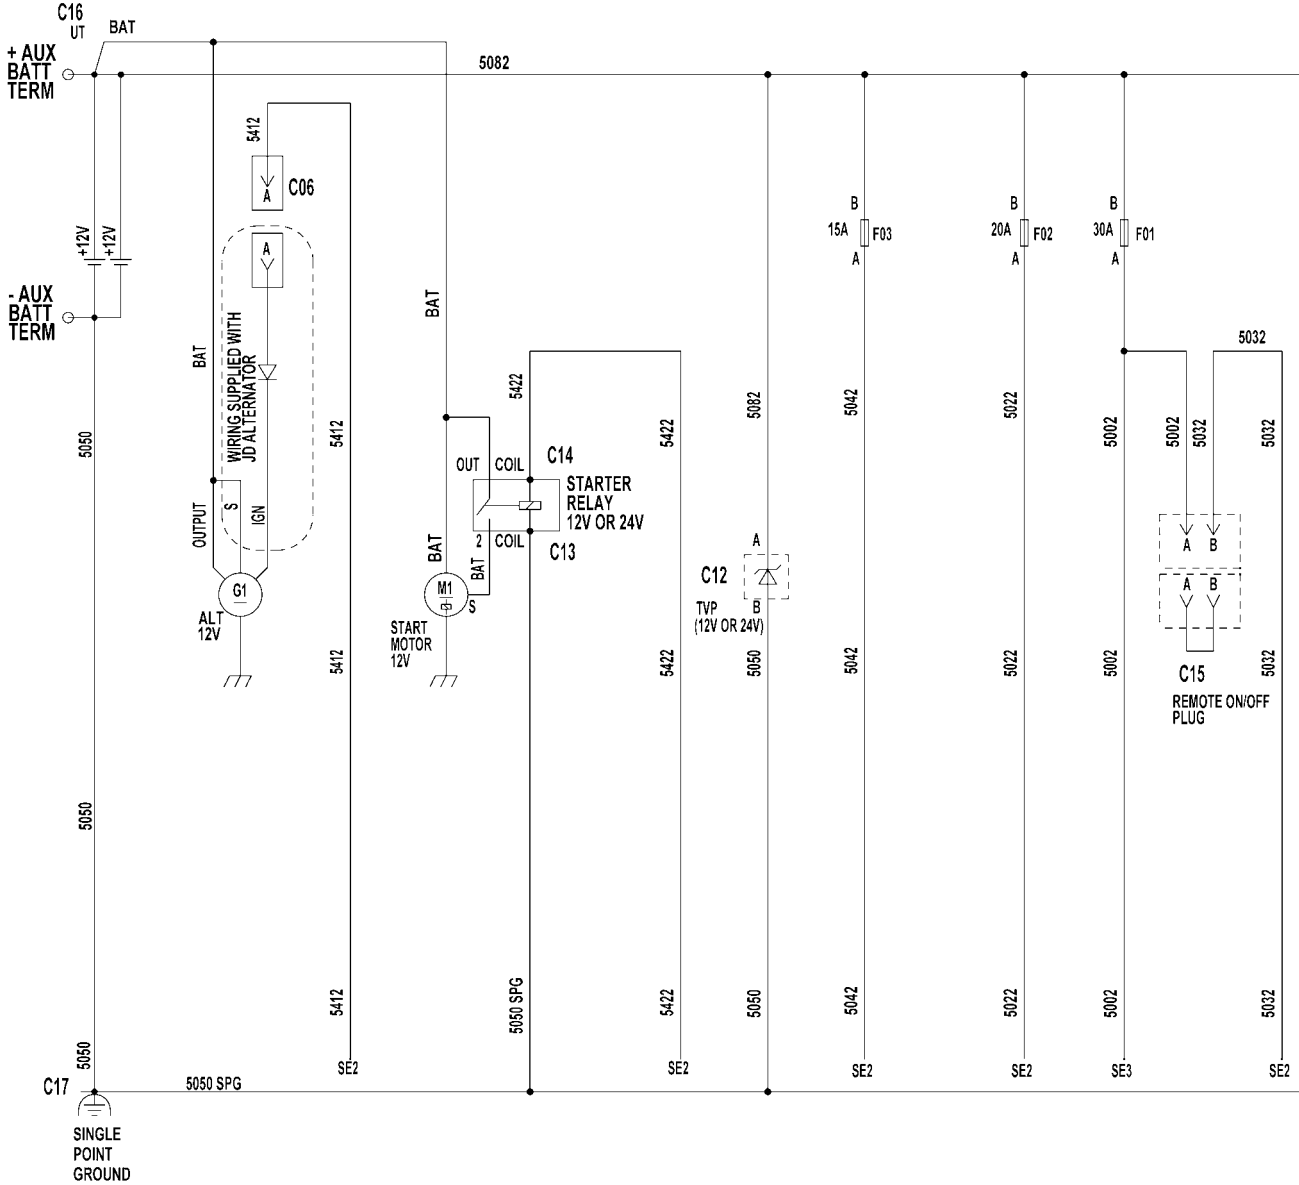 C16
UT
BAT
+ AUX
BATT
TERM
5082
5412
C06
A
B
B
B
15A
F03
20A
F02
30A
F01
A
A
A
+12V
+12V
A
- AUX
BATT
TERM
BAT
BAT
WIRING SUPPLIED WITH
JD ALTERNATOR
5032
5422
5082
5042
5022
5050
5412
5422
5002
5002
5032
5032
OUT
COIL
C14
STARTER
RELAY
12V OR 24V
S
IGN
OUTPUT
2
COIL
C13
BAT
BAT
A
A
B
C12
G1
M1
S
A
B
B
TVP
(12V OR 24V)
ALT
12V
START
MOTOR
12V
5412
5422
5050
5042
5022
5002
5032
C15
REMOTE ON/OFF
PLUG
5050
5412
5050 SPG
5422
5050
5042
5022
5002
5032
5050
SE2
SE2
SE2
SE2
SE3
SE2
C17
5050 SPG
SINGLE
POINT
GROUND